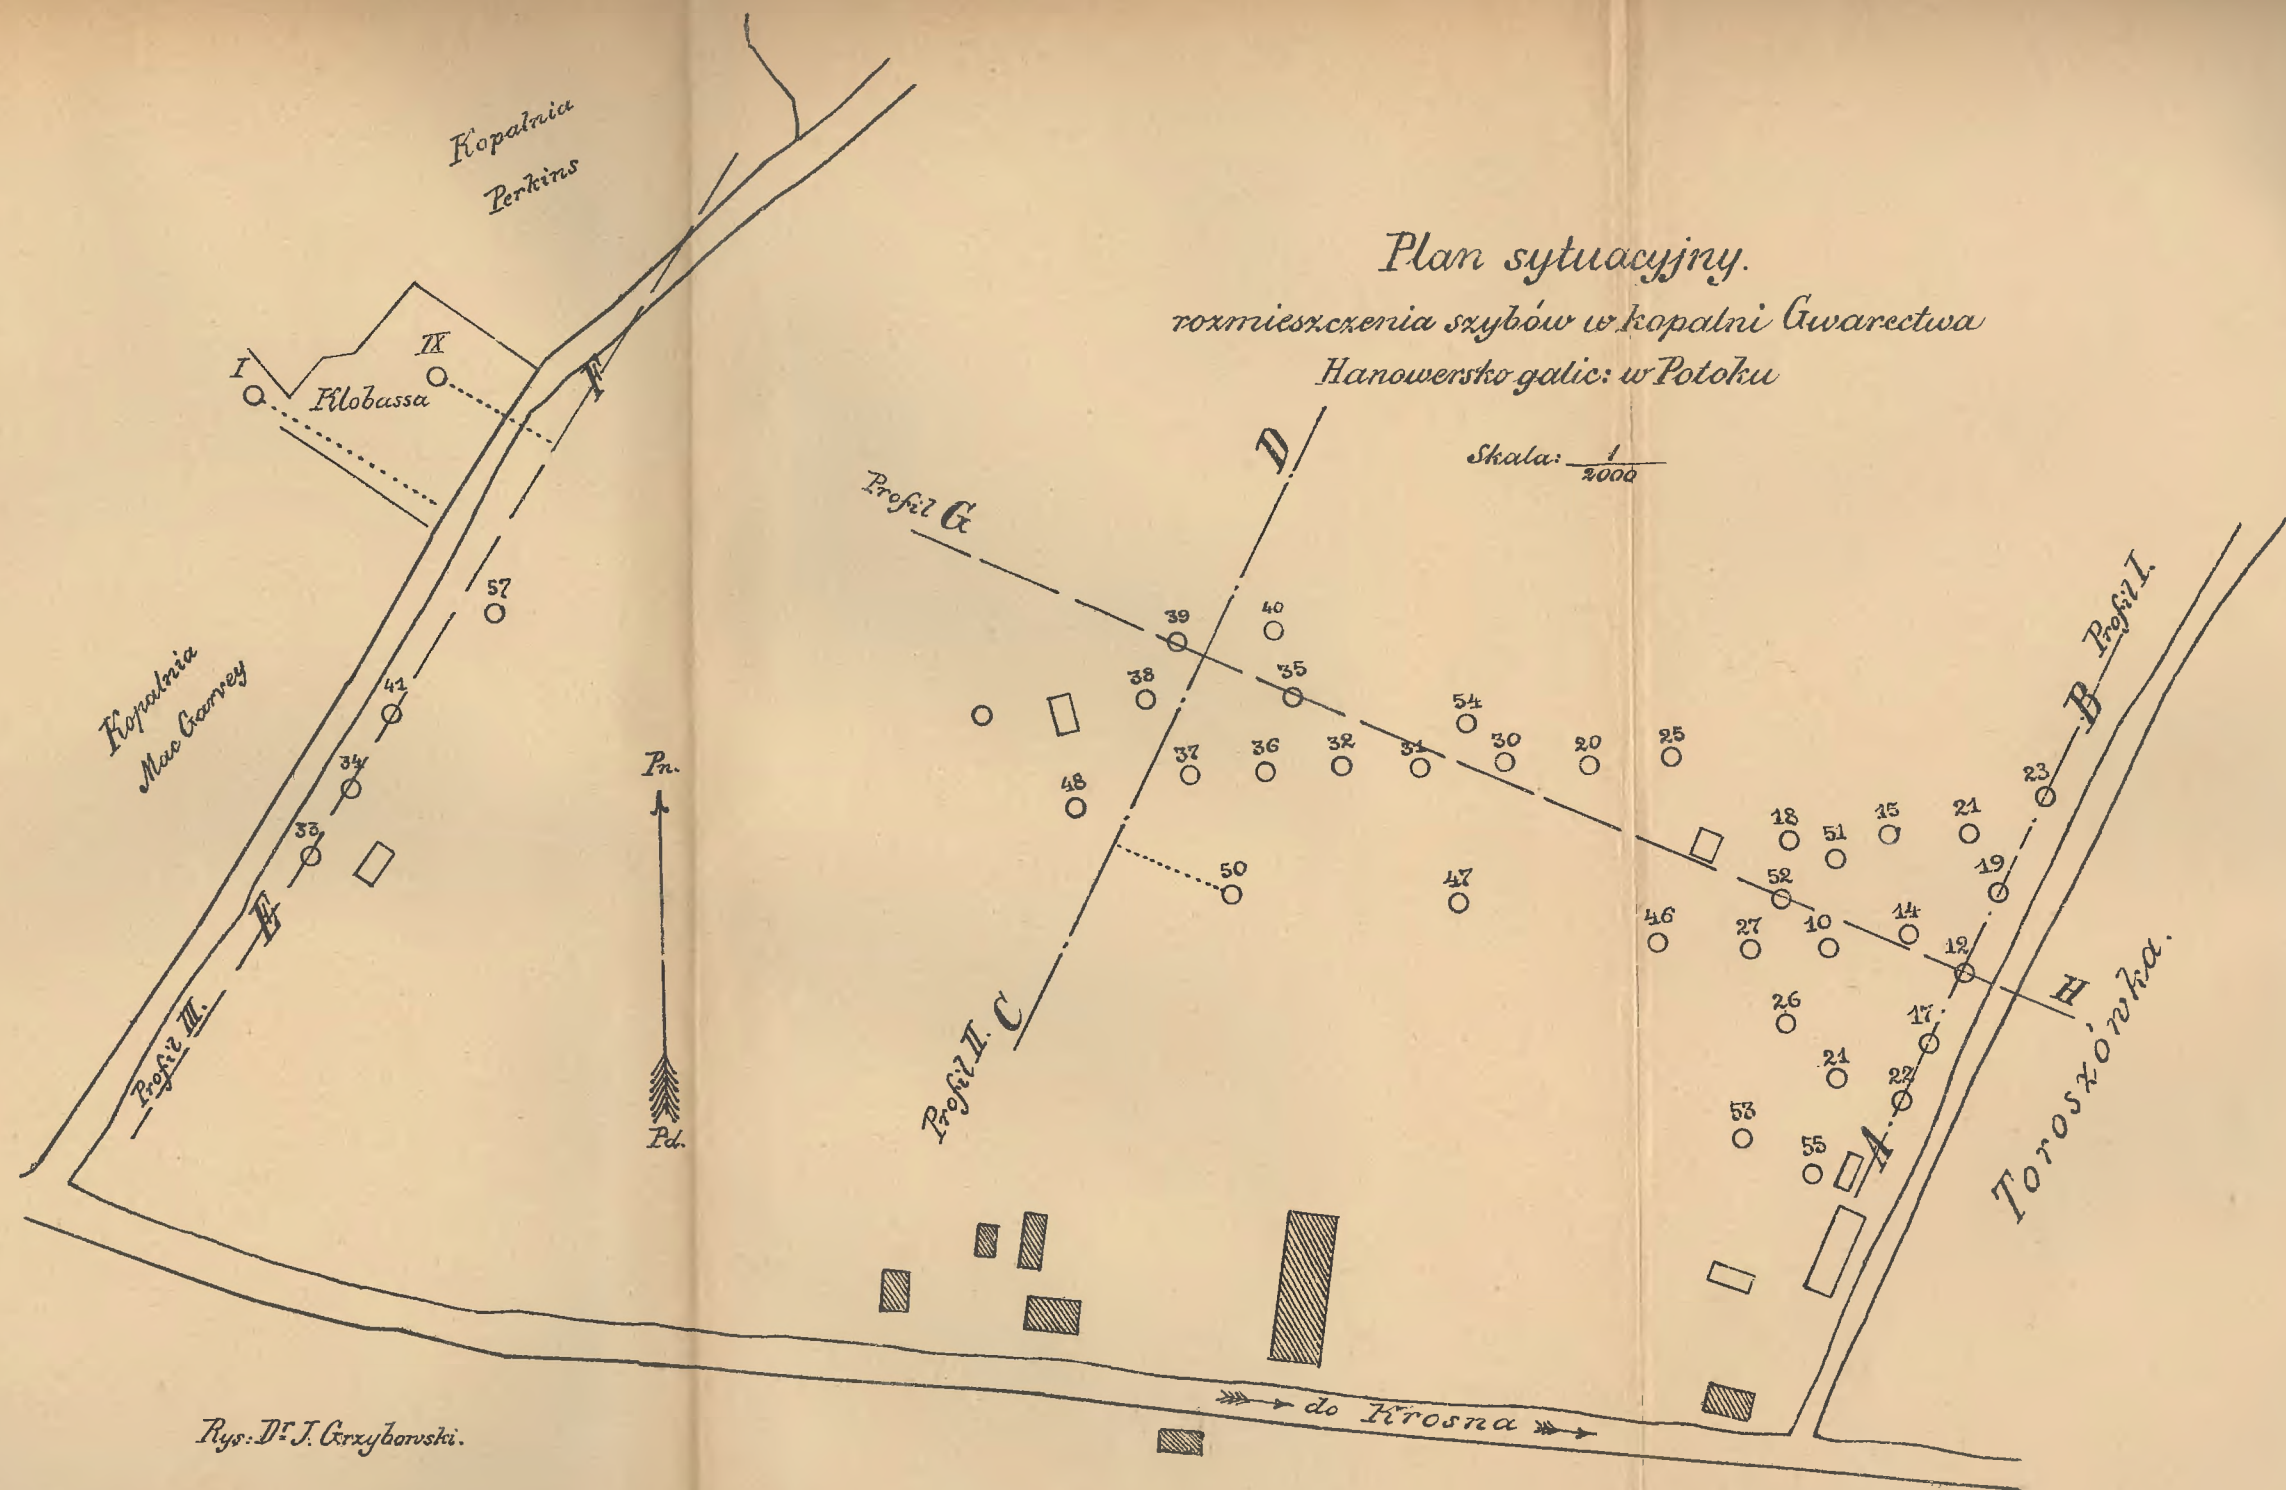 Plan sytuacyjny.
rozmieszczenia szybów w kopalni Gwarectwa
Hanowersko galic: w Potoku
Skala: 1/2000
Kopalnia
Perkins
I
IX
Klobassa
F
57
41
34
33
E
Profil III.
Kopalnia
Mac Garvey
Pn.
Pd.
Profil G
D
39
40
38
35
54
37
36
32
31
30
20
25
48
50
47
Profil II. C
Profil I.
B
23
18
51
15
21
19
52
46
27
10
14
12
H
26
17
21
22
53
55
A
Toroszówka.
do Krosna
Rys: Dr J. Grzybowski.